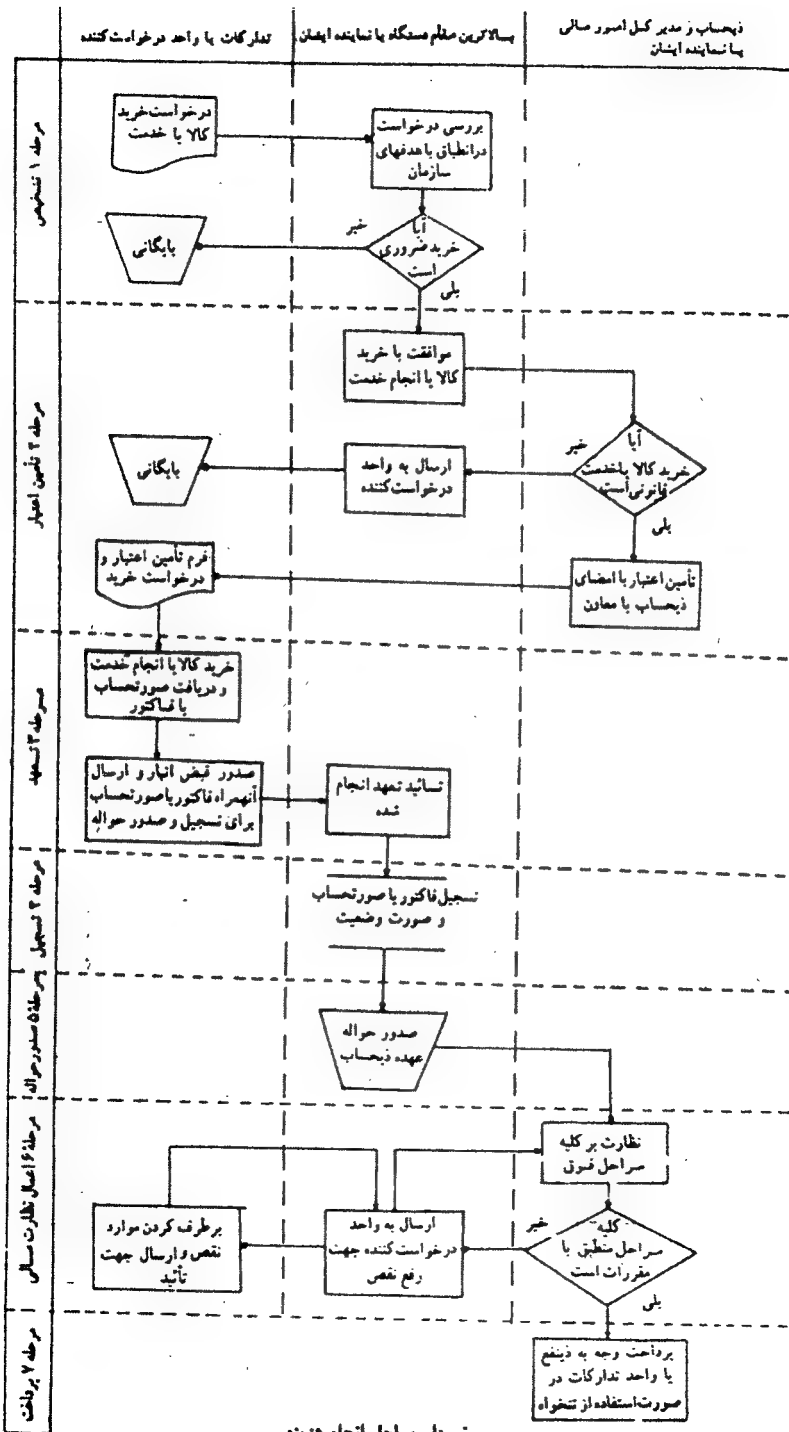 ذیحساب و مدیر کل امور مالی
یا نماینده ایشان
بالاترین مقام دستگاه یا نماینده ایشان
تدارکات یا واحد درخواست‌کننده
مرحله ۱ تشخیص
درخواست خرید
کالا یا خدمت
بررسی درخواست
درانطباق با هدفهای
سازمان
آیا
خرید ضروری
است
خیر
بلی
بایگانی
مرحله ۲ تأمین اعتبار
موافقت با خرید
کالا یا انجام خدمت
آیا
خرید کالا یا خدمت
قانونی است
خیر
بلی
ارسال به واحد
درخواست‌کننده
بایگانی
تأمین اعتبار با امضای
ذیحساب یا معاون
فرم تأمین اعتبار و
درخواست خرید
مرحله ۳ تعهد
خرید کالا یا انجام خدمت
و دریافت صورتحساب
یا فاکتور
صدور قبض انبار و ارسال
آنهمراه فاکتور یا صورتحساب
برای تسجیل و صدور حواله
تائید تعهد انجام
شده
مرحله ۴ تسجیل
تسجیل فاکتور یا صورتحساب
و صورت وضعیت
مرحله ۵ صدور حواله
صدور حواله
عهده ذیحساب
مرحله ۶ اعمال نظارت مالی
نظارت بر کلیه
مراحل فوق
کلیه
مراحل منطبق با
مقررات است
خیر
بلی
ارسال به واحد
درخواست‌کننده جهت
رفع نقص
برطرف کردن موارد
نقص و ارسال جهت
تأئید
مرحله ۷ پرداخت
پرداخت وجه به ذینفع
یا واحد تدارکات در
صورت استفاده از تنخواه